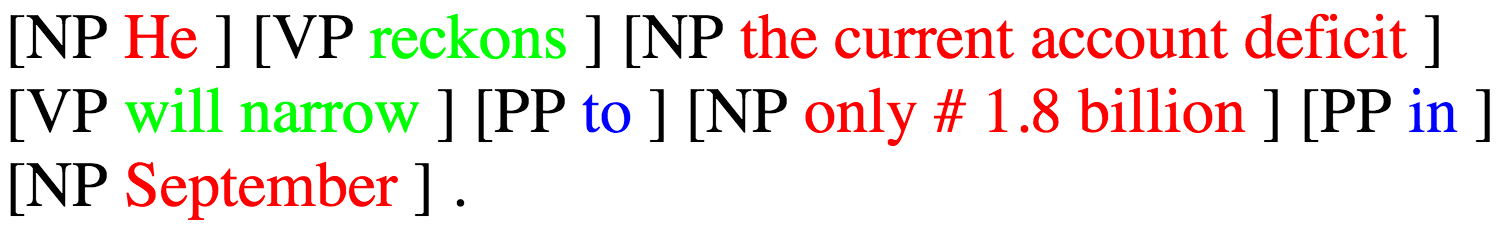 [NP He ] [VP reckons ] [NP the current account deficit ]
[VP will narrow ] [PP to ] [NP only # 1.8 billion ] [PP in ]
[NP September ] .